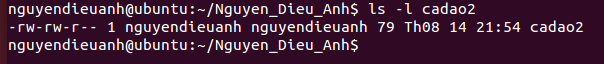 nguyendieuanh@ubuntu:~/Nguyen_Dieu_Anh$ ls -l cadao2
-rw-rw-r-- 1 nguyendieuanh nguyendieuanh 79 Th08 14 21:54 cadao2
nguyendieuanh@ubuntu:~/Nguyen_Dieu_Anh$